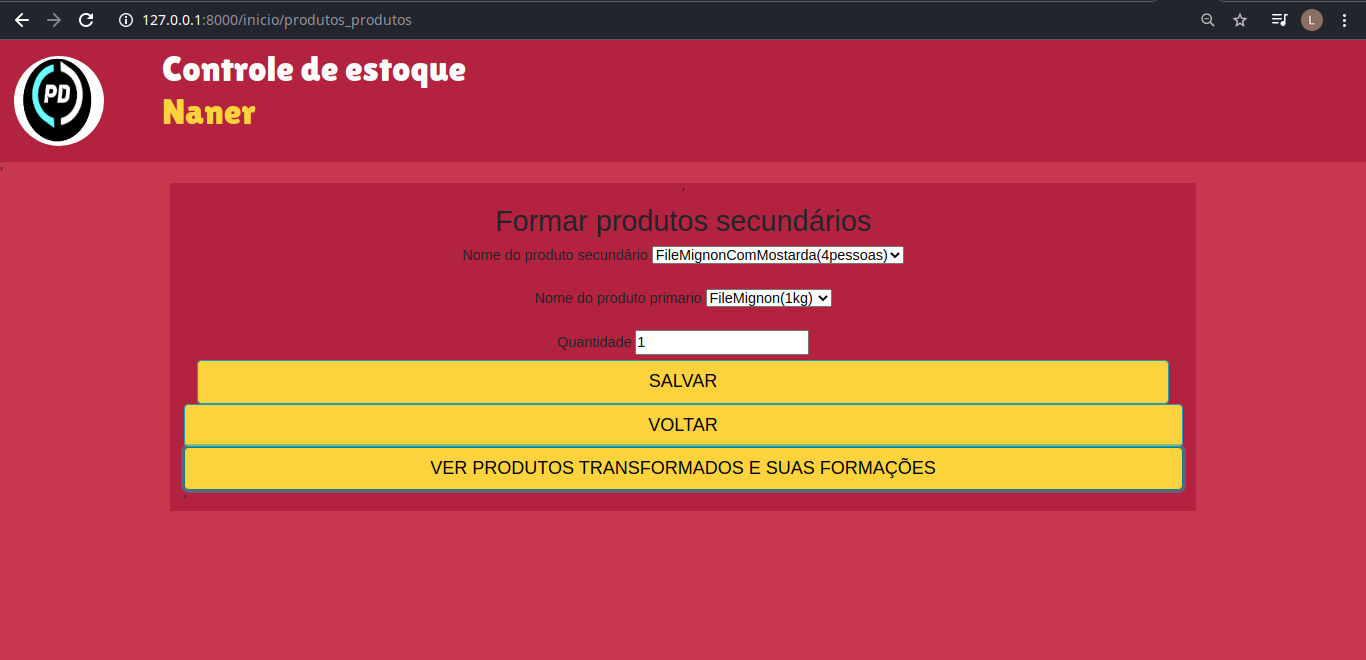 127.0.0.1:8000/inicio/produtos_produtos
L
PD
Controle de estoque
Naner
'
'
Formar produtos secundários
Nome do produto secundário FileMignonComMostarda(4pessoas)
Nome do produto primario FileMignon(1kg)
Quantidade 1
SALVAR
VOLTAR
VER PRODUTOS TRANSFORMADOS E SUAS FORMAÇÕES
'